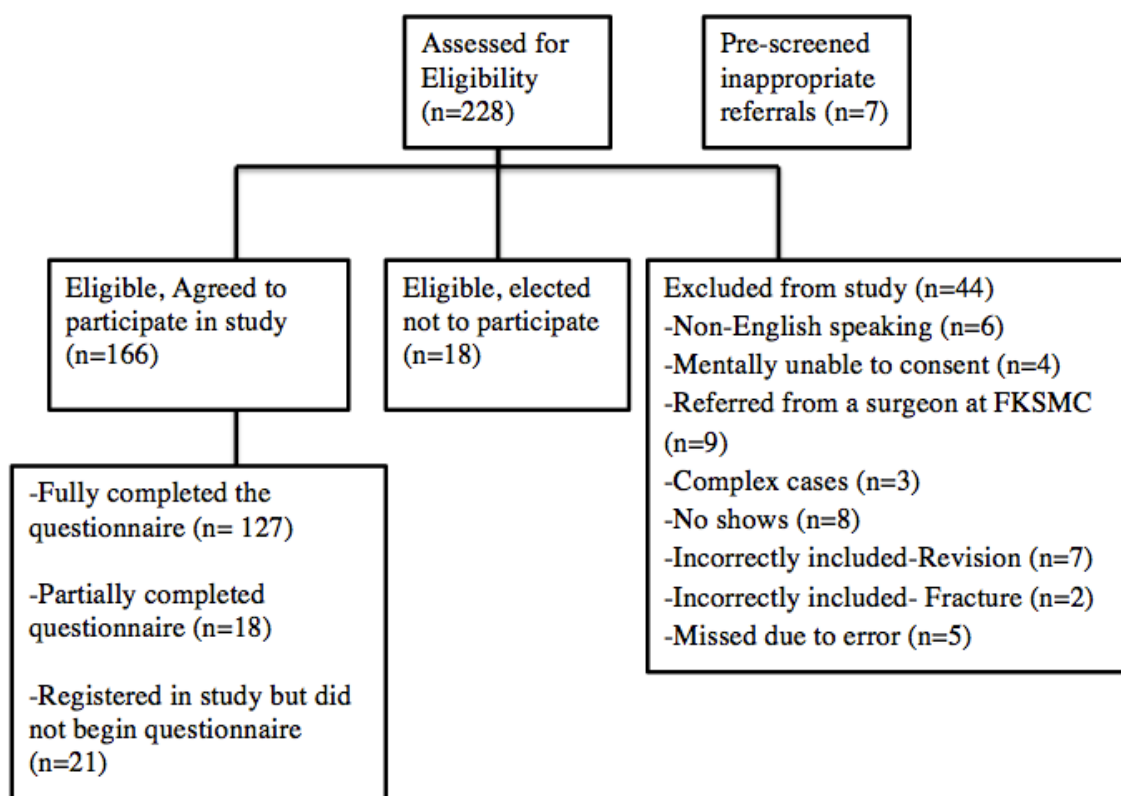 Assessed for
Eligibility
(n=228)
Pre-screened
inappropriate
referrals (n=7)
Eligible, Agreed to
participate in study
(n=166)
Eligible, elected
not to participate
(n=18)
Excluded from study (n=44)
-Non-English speaking (n=6)
-Mentally unable to consent (n=4)
-Referred from a surgeon at FKSMC
(n=9)
-Complex cases (n=3)
-No shows (n=8)
-Incorrectly included-Revision (n=7)
-Incorrectly included- Fracture (n=2)
-Missed due to error (n=5)
-Fully completed the
questionnaire (n= 127)
-Partially completed
questionnaire (n=18)
-Registered in study but did
not begin questionnaire
(n=21)